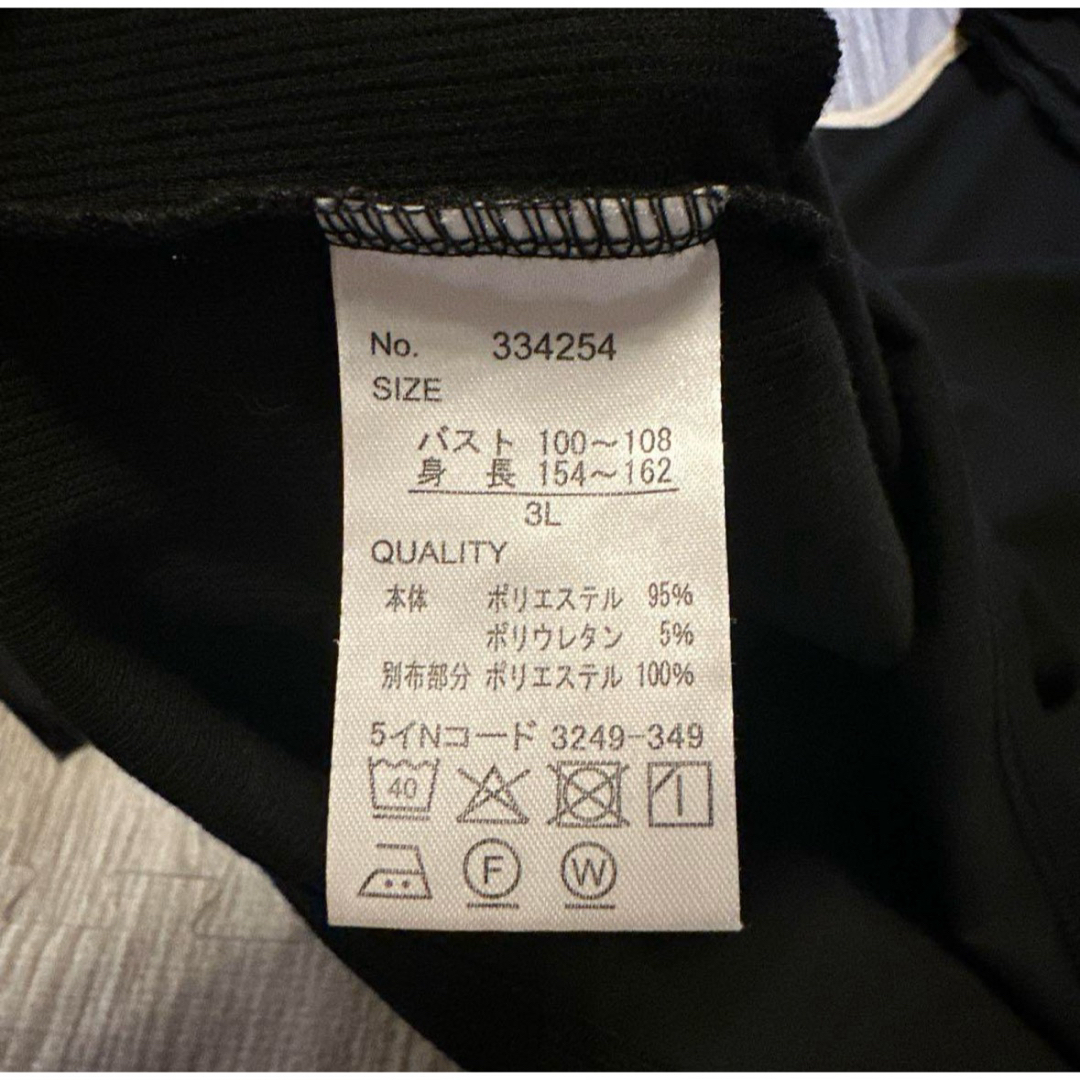 No. 334254
SIZE
バスト 100～108
身 長 154～162
3L
QUALITY
本体 ポリエステル 95%
ポリウレタン 5%
別布部分 ポリエステル 100%
5イNコード 3249-349
40
F W